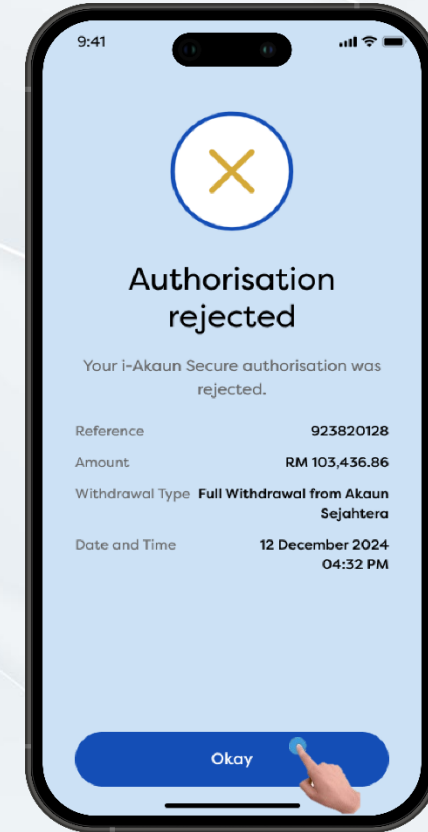 9:41
Authorisation
rejected
Your i-Akaun Secure authorisation was
rejected.
Reference 923820128
Amount RM 103,436.86
Withdrawal Type Full Withdrawal from Akaun
Sejahtera
Date and Time 12 December 2024
04:32 PM
Okay